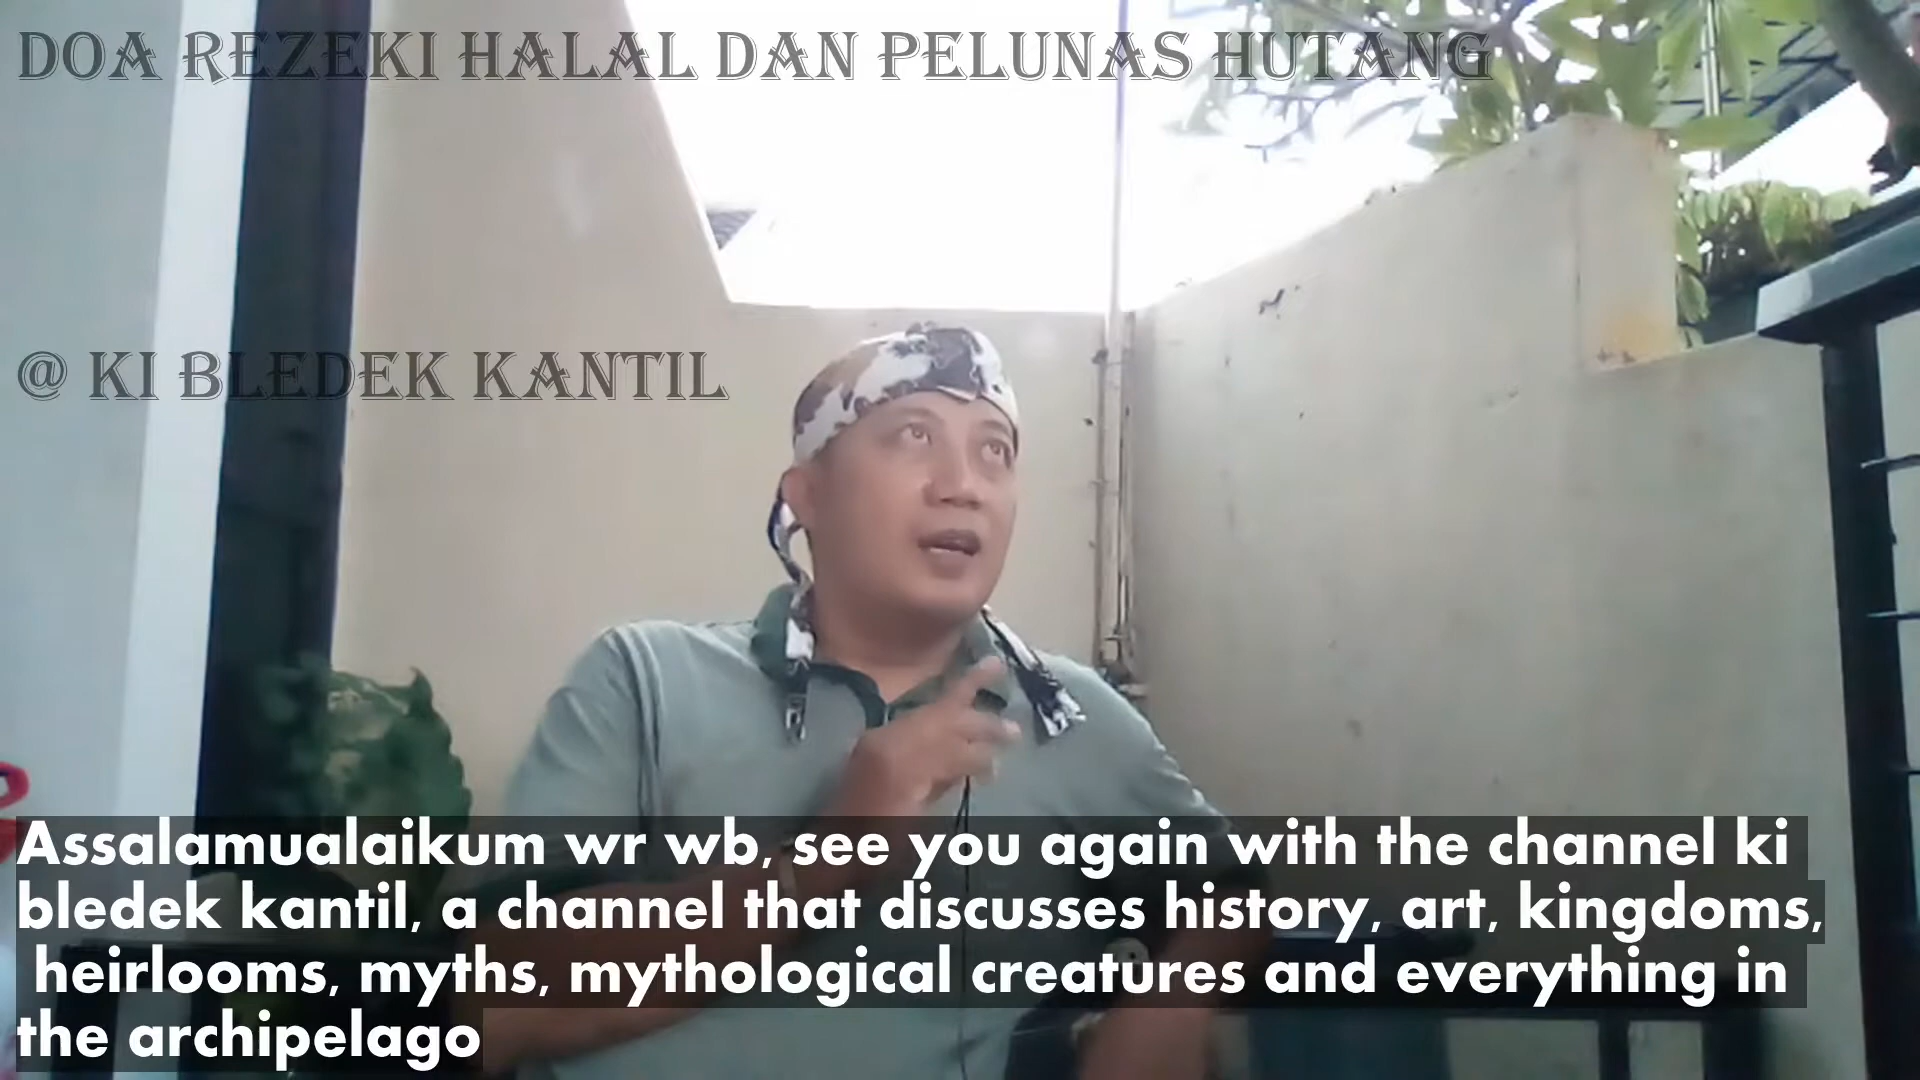 DOA REZEKI HALAL DAN PELUNAS HUTANG
@ KI BLEDEK KANTIL
Assalamualaikum wr wb, see you again with the channel ki
bledek kantil, a channel that discusses history, art, kingdoms,
heirlooms, myths, mythological creatures and everything in
the archipelago